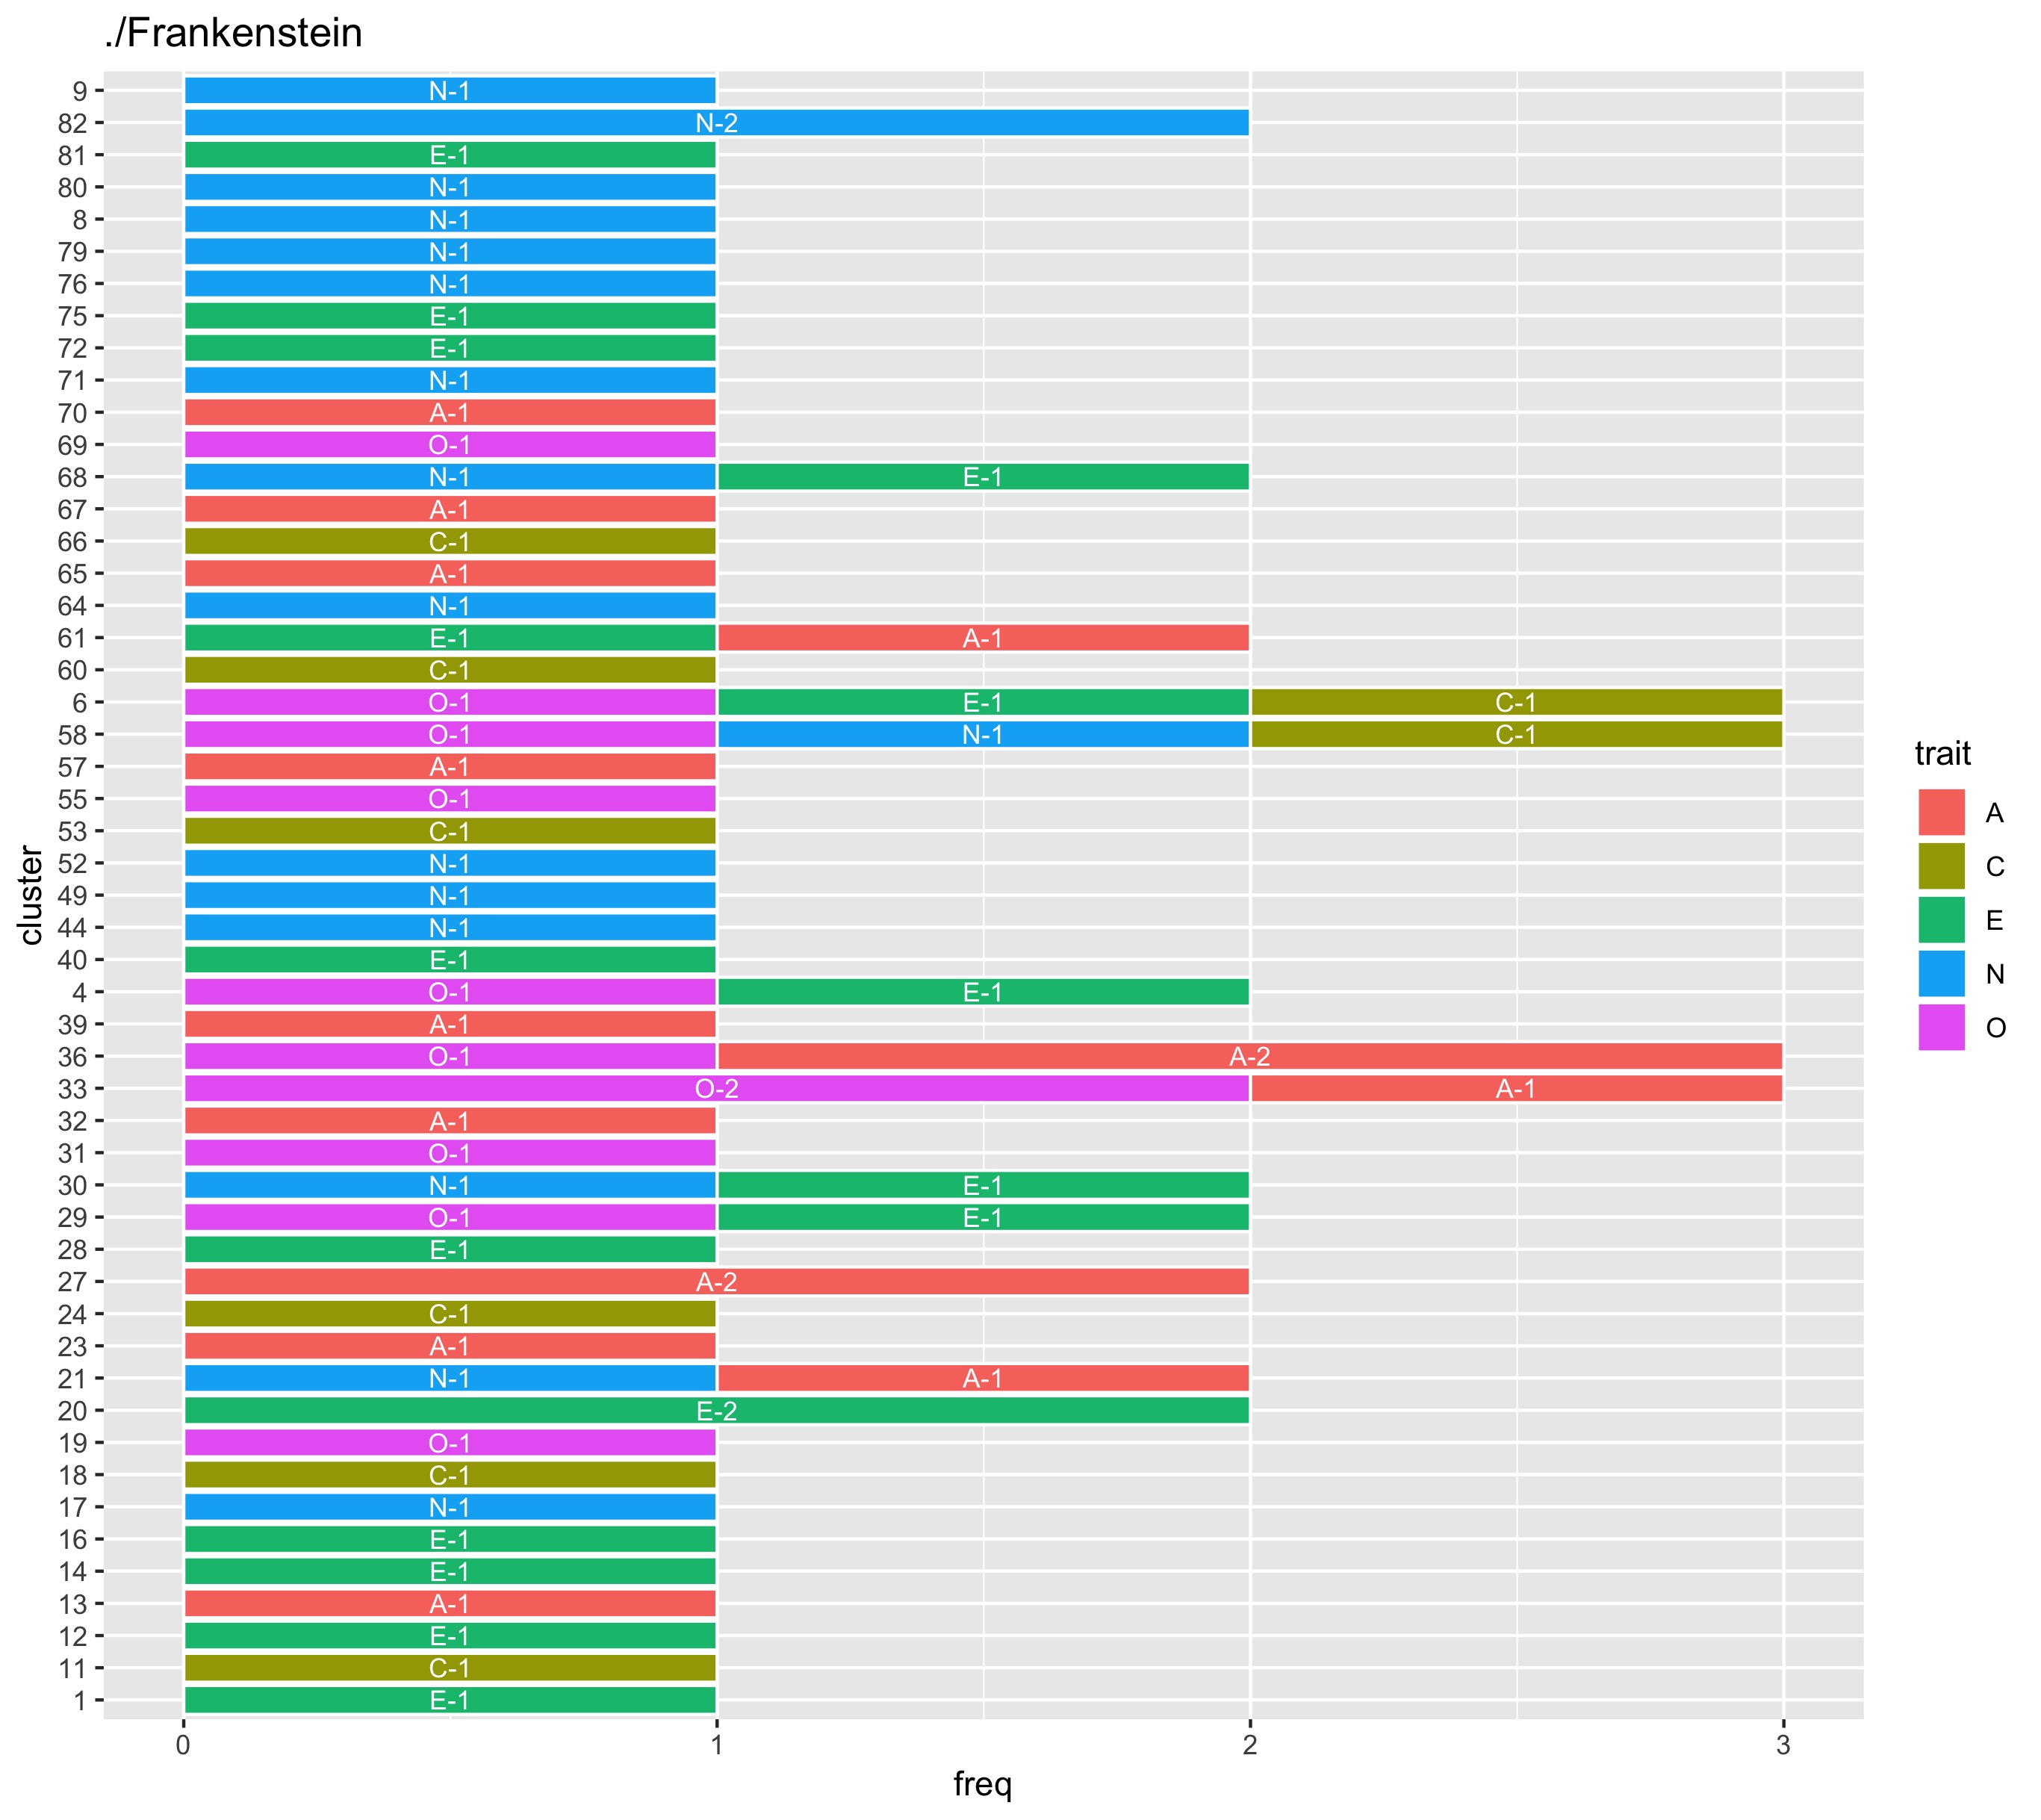 ./Frankenstein
9 N-1
82 N-2
81 E-1
80 N-1
8 N-1
79 N-1
76 N-1
75 E-1
72 E-1
71 N-1
70 A-1
69 O-1
68 N-1 E-1
67 A-1
66 C-1
65 A-1
64 N-1
61 E-1 A-1
60 C-1
6 O-1 E-1 C-1
58 O-1 N-1 C-1
57 A-1
55 O-1
53 C-1
52 N-1
49 N-1
44 N-1
40 E-1
4 O-1 E-1
39 A-1
36 O-1 A-2
33 O-2 A-1
32 A-1
31 O-1
30 N-1 E-1
29 O-1 E-1
28 E-1
27 A-2
24 C-1
23 A-1
21 N-1 A-1
20 E-2
19 O-1
18 C-1
17 N-1
16 E-1
14 E-1
13 A-1
12 E-1
11 C-1
1 E-1
0 1 2 3
freq
cluster
trait
A
C
E
N
O